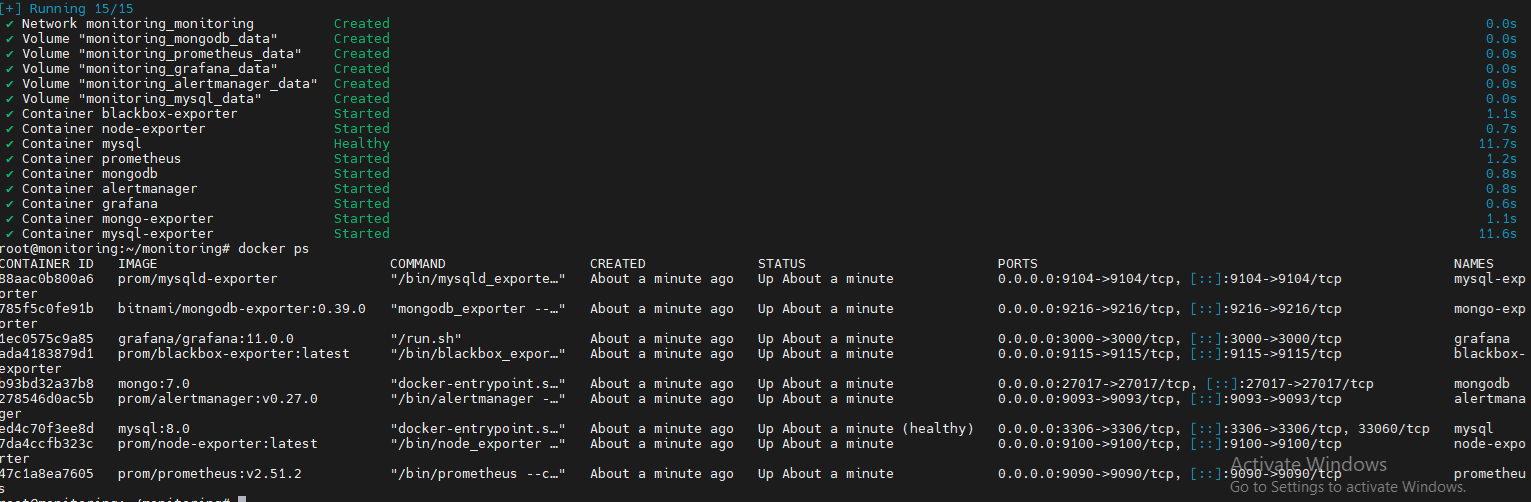 [+] Running 15/15
✔ Network monitoring_monitoring Created 0.0s
✔ Volume "monitoring_mongodb_data" Created 0.0s
✔ Volume "monitoring_prometheus_data" Created 0.0s
✔ Volume "monitoring_grafana_data" Created 0.0s
✔ Volume "monitoring_alertmanager_data" Created 0.0s
✔ Volume "monitoring_mysql_data" Created 0.0s
✔ Container blackbox-exporter Started 1.1s
✔ Container node-exporter Started 0.7s
✔ Container mysql Healthy 11.7s
✔ Container prometheus Started 1.2s
✔ Container mongodb Started 0.8s
✔ Container alertmanager Started 0.8s
✔ Container grafana Started 0.6s
✔ Container mongo-exporter Started 1.1s
✔ Container mysql-exporter Started 11.6s
root@monitoring:~/monitoring# docker ps
CONTAINER ID IMAGE COMMAND CREATED STATUS PORTS NAMES
88aac0b800a6 prom/mysqld-exporter "/bin/mysqld_exporte…" About a minute ago Up About a minute 0.0.0.0:9104->9104/tcp, [::]:9104->9104/tcp mysql-exp
orter
785f5c0fe91b bitnami/mongodb-exporter:0.39.0 "mongodb_exporter --…" About a minute ago Up About a minute 0.0.0.0:9216->9216/tcp, [::]:9216->9216/tcp mongo-exp
orter
1ec0575c9a85 grafana/grafana:11.0.0 "/run.sh" About a minute ago Up About a minute 0.0.0.0:3000->3000/tcp, [::]:3000->3000/tcp grafana
ada4183879d1 prom/blackbox-exporter:latest "/bin/blackbox_expor…" About a minute ago Up About a minute 0.0.0.0:9115->9115/tcp, [::]:9115->9115/tcp blackbox-
exporter
b93bd32a37b8 mongo:7.0 "docker-entrypoint.s…" About a minute ago Up About a minute 0.0.0.0:27017->27017/tcp, [::]:27017->27017/tcp mongodb
278546d0ac5b prom/alertmanager:v0.27.0 "/bin/alertmanager -…" About a minute ago Up About a minute 0.0.0.0:9093->9093/tcp, [::]:9093->9093/tcp alertmana
ger
ed4c70f3ee8d mysql:8.0 "docker-entrypoint.s…" About a minute ago Up About a minute (healthy) 0.0.0.0:3306->3306/tcp, [::]:3306->3306/tcp, 33060/tcp mysql
7da4ccfb323c prom/node-exporter:latest "/bin/node_exporter …" About a minute ago Up About a minute 0.0.0.0:9100->9100/tcp, [::]:9100->9100/tcp node-expo
rter
47c1a8ea7605 prom/prometheus:v2.51.2 "/bin/prometheus --c…" About a minute ago Up About a minute 0.0.0.0:9090->9090/tcp, [::]:9090->9090/tcp prometheu
s
root@monitoring:~/monitoring#
Activate Windows
Go to Settings to activate Windows.